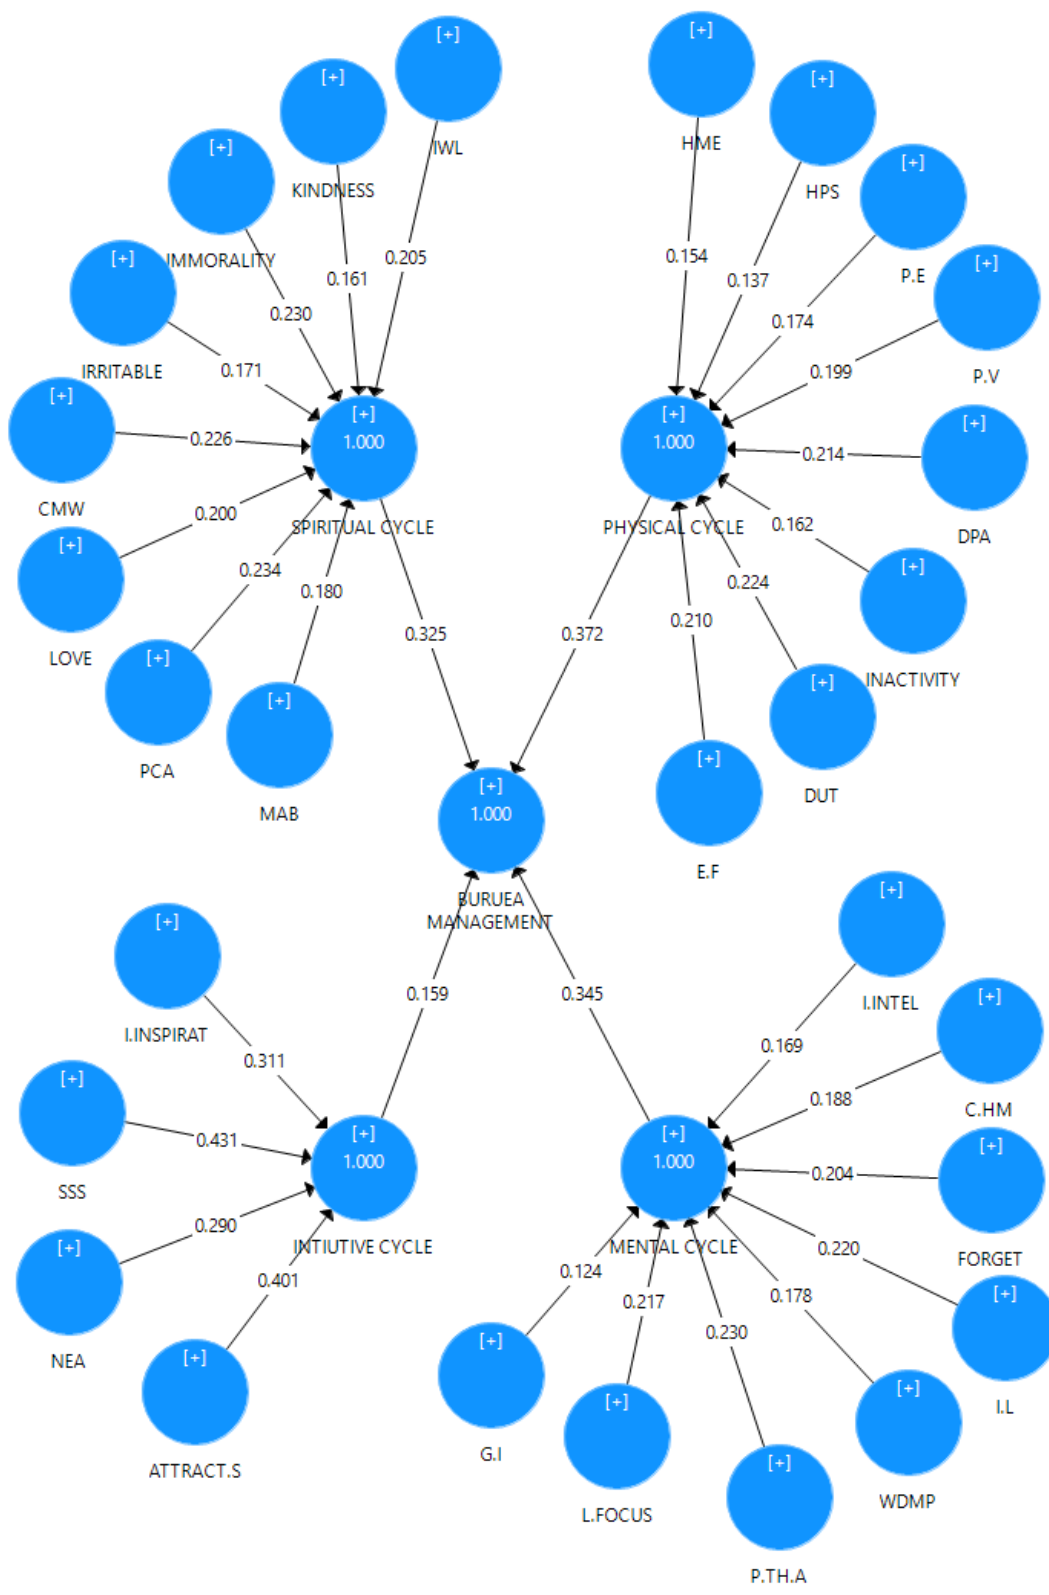 [+]
IWL
[+]
KINDNESS
[+]
IMMORALITY
[+]
IRRITABLE
[+]
CMW
[+]
LOVE
[+]
PCA
[+]
MAB
0.205
0.161
0.230
0.171
0.226
0.200
0.234
0.180
[+]
1.000
SPIRITUAL CYCLE
0.325
[+]
HME
[+]
HPS
[+]
P.E
[+]
P.V
[+]
DPA
[+]
INACTIVITY
[+]
DUT
[+]
E.F
0.154
0.137
0.174
0.199
0.214
0.162
0.224
0.210
[+]
1.000
PHYSICAL CYCLE
0.372
[+]
1.000
BURUEA
MANAGEMENT
[+]
I.INSPIRAT
[+]
SSS
[+]
NEA
[+]
ATTRACT.S
0.311
0.431
0.290
0.401
[+]
1.000
INTIUTIVE CYCLE
0.159
[+]
I.INTEL
[+]
C.HM
[+]
FORGET
[+]
I.L
[+]
WDMP
[+]
P.TH.A
[+]
L.FOCUS
[+]
G.I
0.169
0.188
0.204
0.220
0.178
0.230
0.217
0.124
[+]
1.000
MENTAL CYCLE
0.345